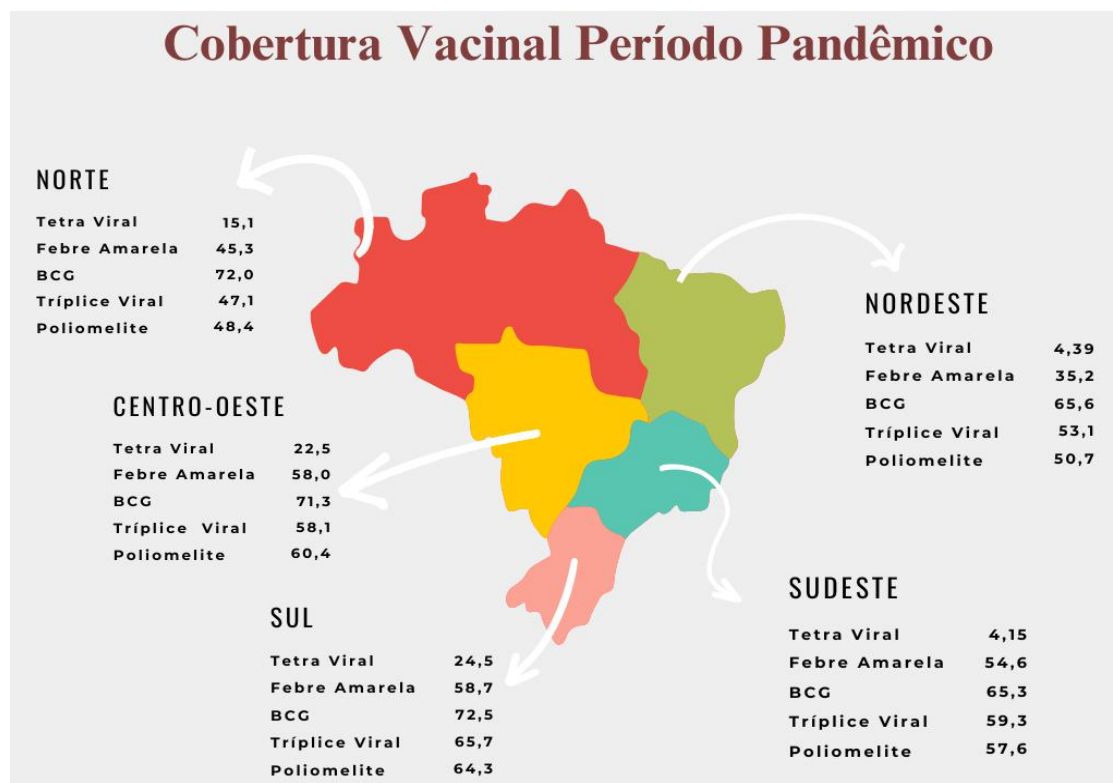 Cobertura Vacinal Período Pandêmico
NORTE
Tetra Viral 15,1
Febre Amarela 45,3
BCG 72,0
Tríplice Viral 47,1
Poliomelite 48,4
NORDESTE
Tetra Viral 4,39
Febre Amarela 35,2
BCG 65,6
Tríplice Viral 53,1
Poliomelite 50,7
CENTRO-OESTE
Tetra Viral 22,5
Febre Amarela 58,0
BCG 71,3
Tríplice Viral 58,1
Poliomelite 60,4
SUL
Tetra Viral 24,5
Febre Amarela 58,7
BCG 72,5
Tríplice Viral 65,7
Poliomelite 64,3
SUDESTE
Tetra Viral 4,15
Febre Amarela 54,6
BCG 65,3
Tríplice Viral 59,3
Poliomelite 57,6